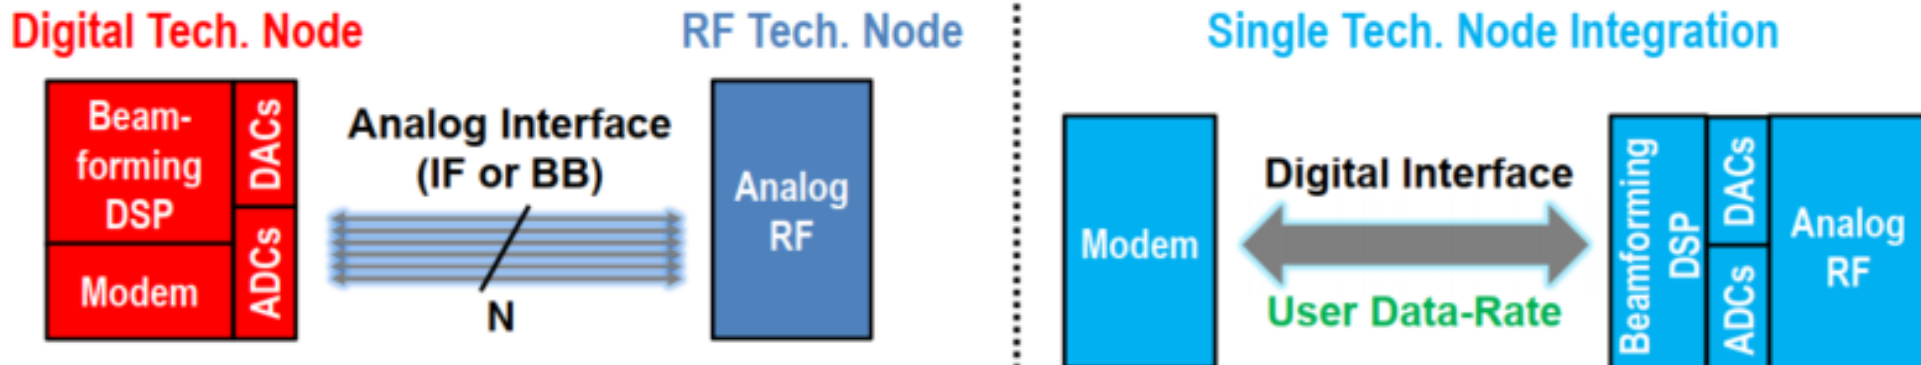 Digital Tech. Node
RF Tech. Node
Beam-
forming
DSP
Modem
DACs
ADCs
Analog Interface
(IF or BB)
N
Analog
RF
Single Tech. Node Integration
Modem
Digital Interface
User Data-Rate
Beamforming
DSP
DACs
ADCs
Analog
RF